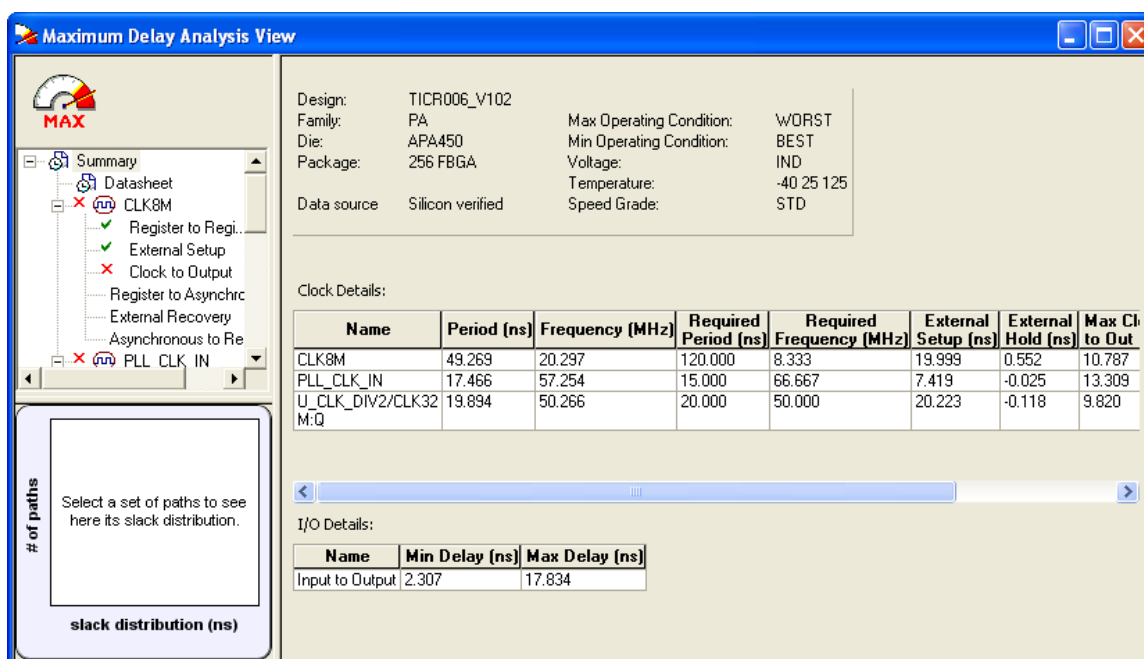 Maximum Delay Analysis View
MAX
Summary
Datasheet
CLK8M
Register to Regi...
External Setup
Clock to Output
Register to Asynchrc
External Recovery
Asynchronous to Re
PLL_CLK_IN
# of paths
Select a set of paths to see
here its slack distribution.
slack distribution (ns)
Design: TICR006_V102
Family: PA Max Operating Condition: WORST
Die: APA450 Min Operating Condition: BEST
Package: 256 FBGA Voltage: IND
Temperature: -40 25 125
Data source Silicon verified Speed Grade: STD
Clock Details:
Name Period (ns) Frequency (MHz) Required Period (ns) Required Frequency (MHz) External Setup (ns) External Hold (ns) Max Cl to Out
CLK8M 49.269 20.297 120.000 8.333 19.999 0.552 10.787
PLL_CLK_IN 17.466 57.254 15.000 66.667 7.419 -0.025 13.309
U_CLK_DIV2/CLK32 19.894 50.266 20.000 50.000 20.223 -0.118 9.820
M:Q
I/O Details:
Name Min Delay (ns) Max Delay (ns)
Input to Output 2.307 17.834